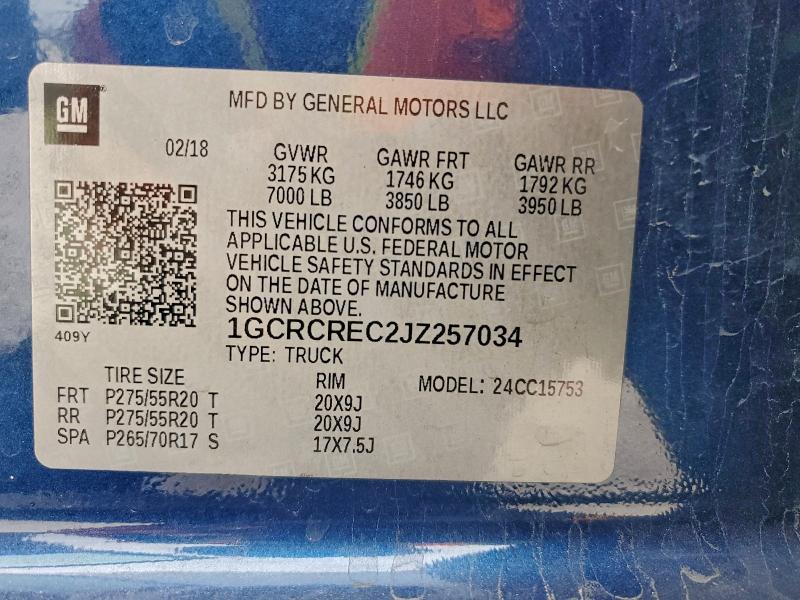 GM
MFD BY GENERAL MOTORS LLC
02/18
GVWR GAWR FRT GAWR RR
3175 KG 1746 KG 1792 KG
7000 LB 3850 LB 3950 LB
THIS VEHICLE CONFORMS TO ALL
APPLICABLE U.S. FEDERAL MOTOR
VEHICLE SAFETY STANDARDS IN EFFECT
ON THE DATE OF MANUFACTURE
SHOWN ABOVE.
409Y
1GCRCREC2JZ257034
TYPE: TRUCK
TIRE SIZE RIM MODEL: 24CC15753
FRT P275/55R20 T 20X9J
RR P275/55R20 T 20X9J
SPA P265/70R17 S 17X7.5J